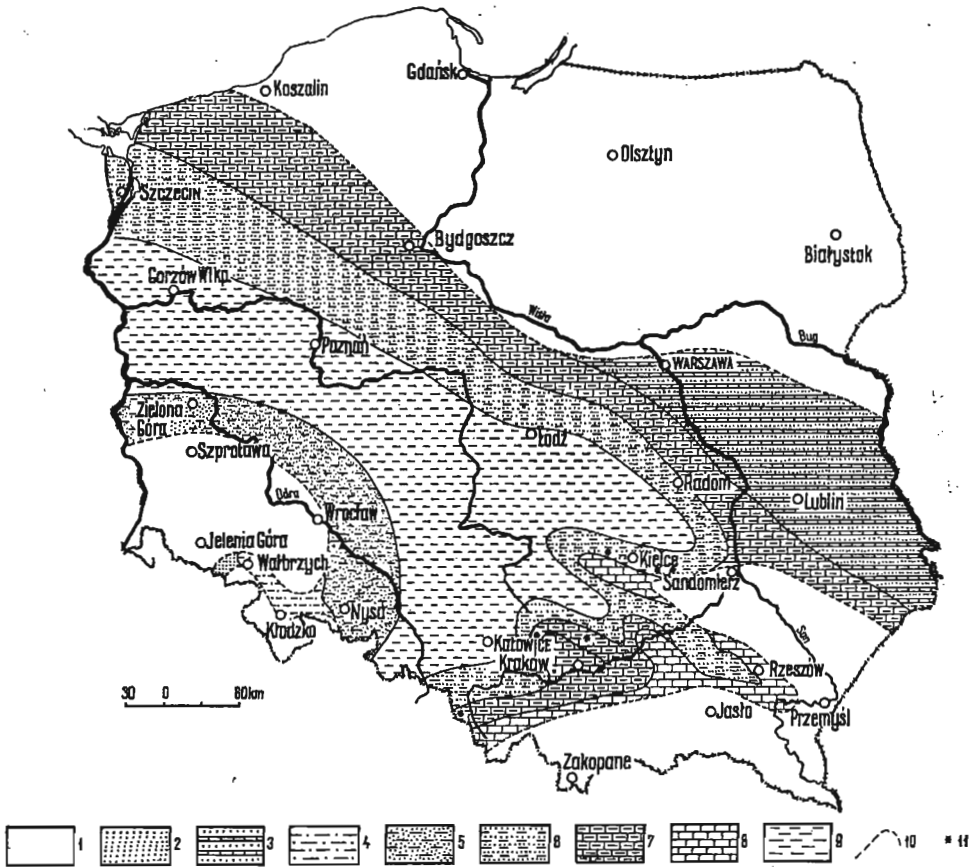 Gdańsk
Koszalin
Olsztyn
Szczecin
Bydgoszcz
Białystok
Gorzów Wlkp.
Wisła
Bug
Poznań
WARSZAWA
Zielona
Góra
Łódź
Szprotawa
Radom
Odra
Lublin
Wrocław
Jelenia Góra
Kielce
Wałbrzych
Sandomierz
Nysa
Kłodzko
San
Katowice
Kraków
Rzeszów
30 0 60km
Jasło
Przemyśl
Zakopane
1 2 3 4 5 6 7 8 9 10 11